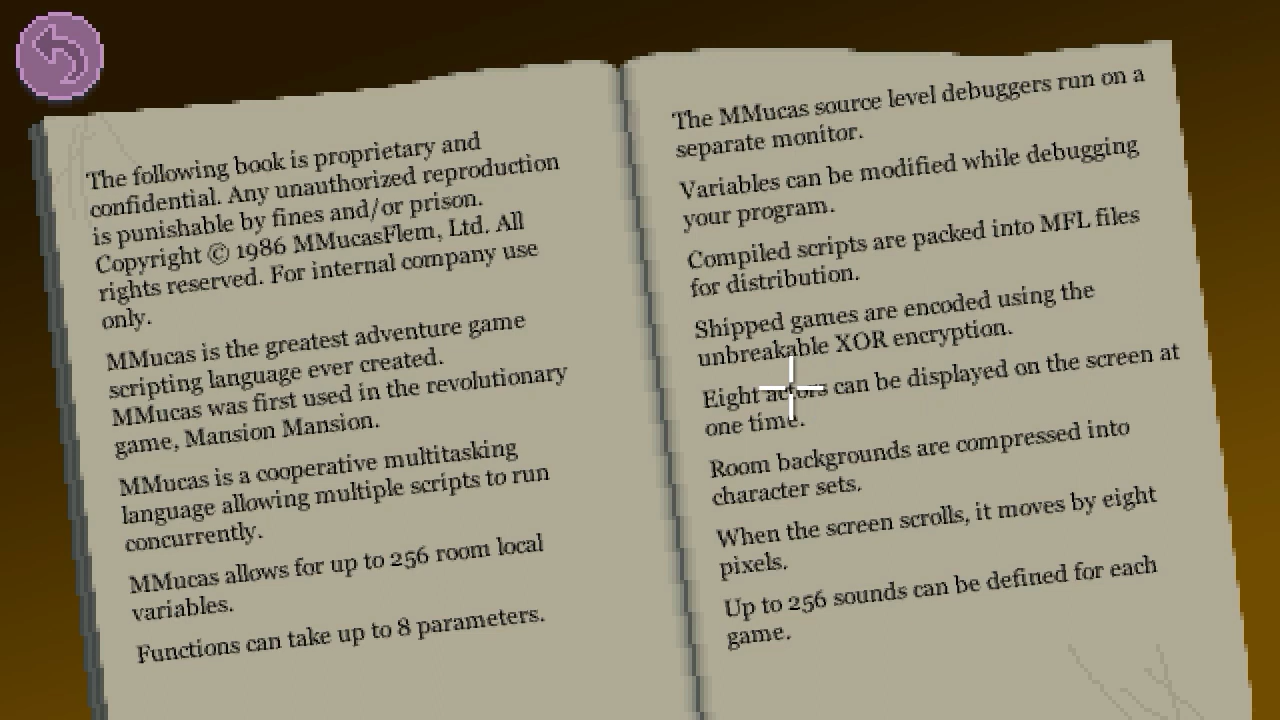 The following book is proprietary and
confidential. Any unauthorized reproduction
is punishable by fines and/or prison.
Copyright © 1986 MMucasFlem, Ltd. All
rights reserved. For internal company use
only.
MMucas is the greatest adventure game
scripting language ever created.
MMucas was first used in the revolutionary
game, Mansion Mansion.
MMucas is a cooperative multitasking
language allowing multiple scripts to run
concurrently.
MMucas allows for up to 256 room local
variables.
Functions can take up to 8 parameters.
The MMucas source level debuggers run on a
separate monitor.
Variables can be modified while debugging
your program.
Compiled scripts are packed into MFL files
for distribution.
Shipped games are encoded using the
unbreakable XOR encryption.
Eight actors can be displayed on the screen at
one time.
Room backgrounds are compressed into
character sets.
When the screen scrolls, it moves by eight
pixels.
Up to 256 sounds can be defined for each
game.